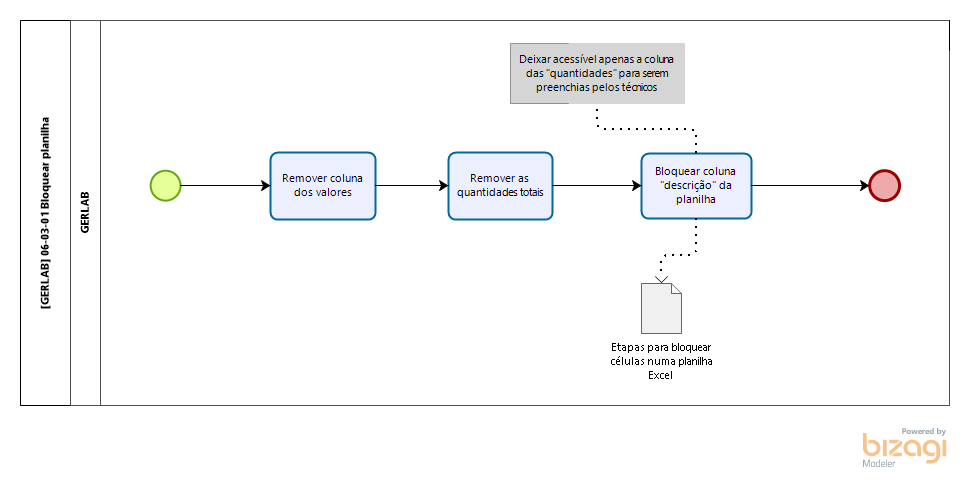 [GERLAB] 06-03-01 Bloquear planilha
GERLAB
Deixar acessível apenas a coluna
das "quantidades" para serem
preenchias pelos técnicos
Remover coluna
dos valores
Remover as
quantidades totais
Bloquear coluna
"descrição" da
planilha
Etapas para bloquear
células numa planilha
Excel
Powered by
bizagi
Modeler